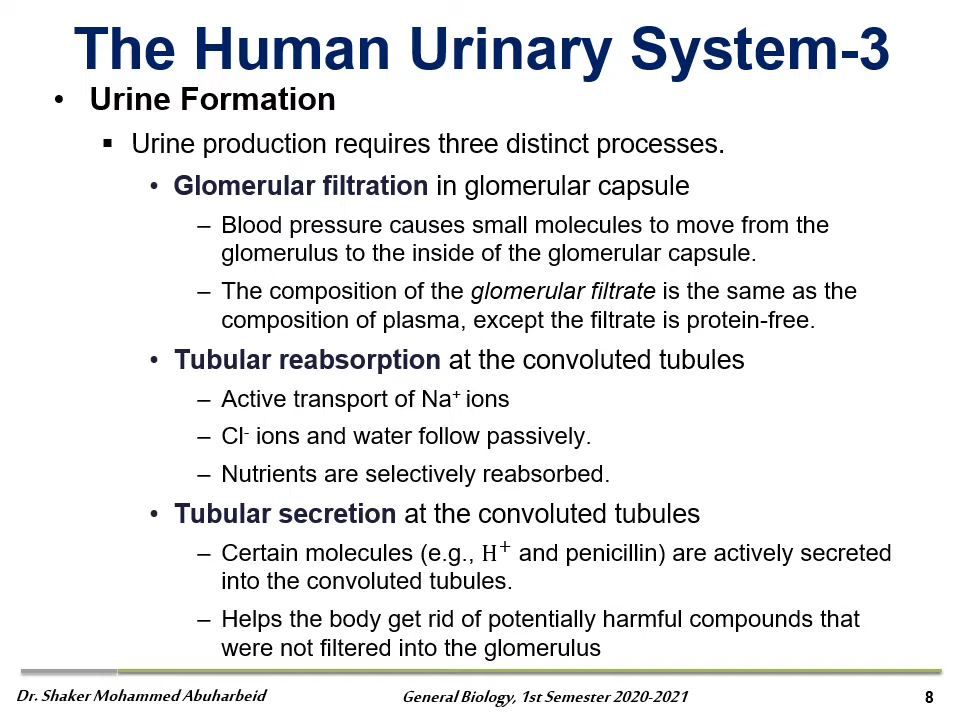 The Human Urinary System-3
• Urine Formation
▪ Urine production requires three distinct processes.
• Glomerular filtration in glomerular capsule
– Blood pressure causes small molecules to move from the
glomerulus to the inside of the glomerular capsule.
– The composition of the glomerular filtrate is the same as the
composition of plasma, except the filtrate is protein-free.
• Tubular reabsorption at the convoluted tubules
– Active transport of Na⁺ ions
– Cl⁻ ions and water follow passively.
– Nutrients are selectively reabsorbed.
• Tubular secretion at the convoluted tubules
– Certain molecules (e.g., H⁺ and penicillin) are actively secreted
into the convoluted tubules.
– Helps the body get rid of potentially harmful compounds that
were not filtered into the glomerulus
Dr. Shaker Mohammed Abuharbeid General Biology, 1st Semester 2020-2021 8